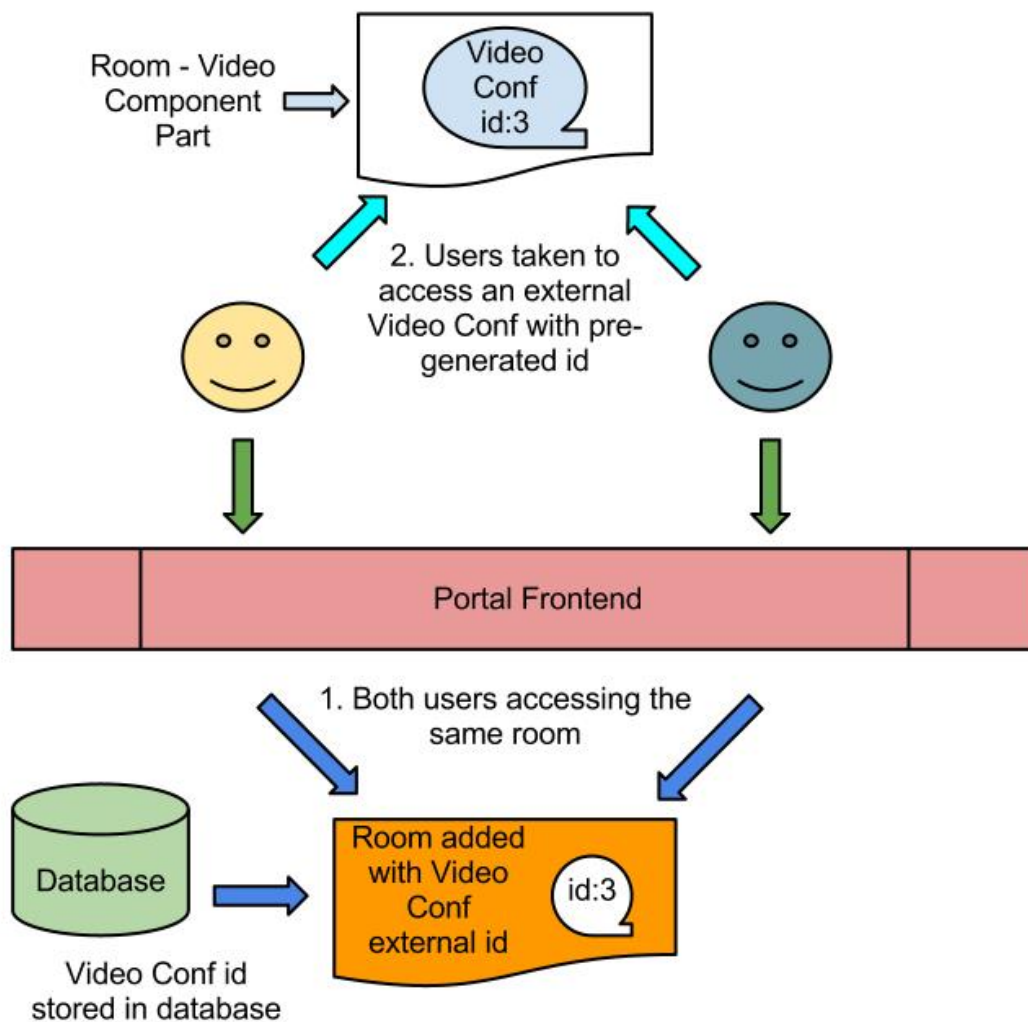 Room - Video
Component
Part
Video
Conf
id:3
2. Users taken to
access an external
Video Conf with pre-
generated id
Portal Frontend
1. Both users accessing the
same room
Database
Video Conf id
stored in database
Room added
with Video
Conf
external id
id:3